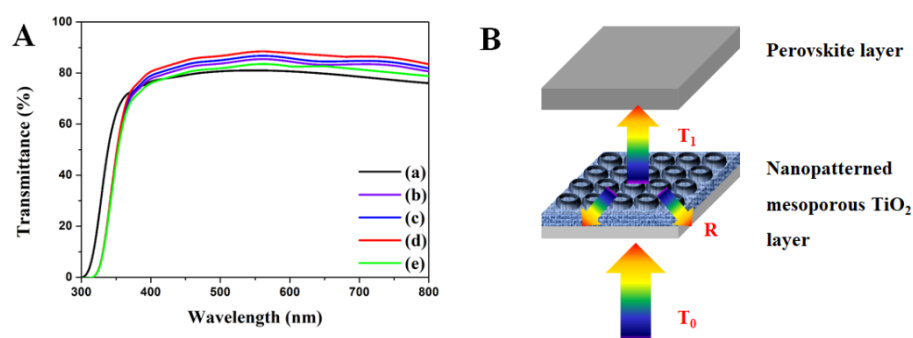 A
Transmittance (%)
100
80
60
40
20
0
(a)
(b)
(c)
(d)
(e)
300 400 500 600 700 800
Wavelength (nm)
B
Perovskite layer
T1
Nanopatterned
mesoporous TiO2
layer
R
T0